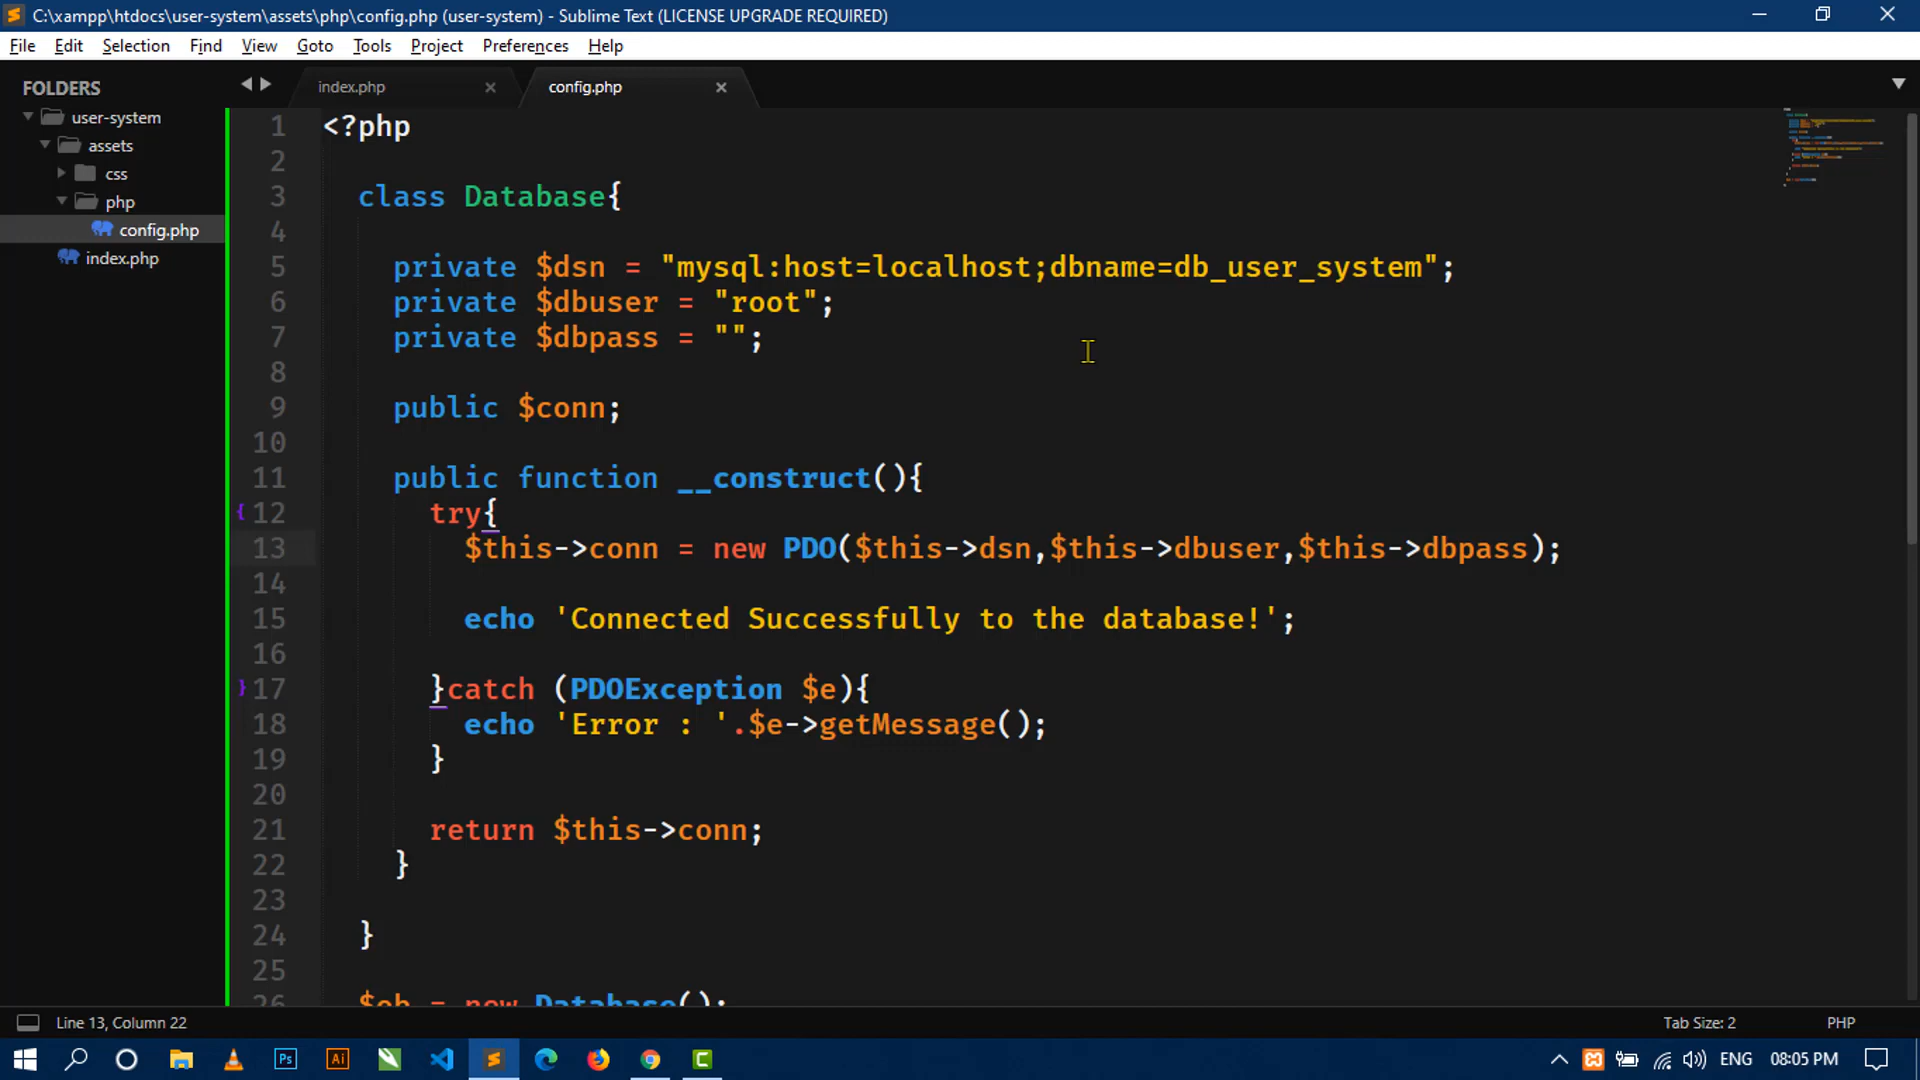 C:\xampp\htdocs\user-system\assets\php\config.php (user-system) - Sublime Text (LICENSE UPGRADE REQUIRED)
File Edit Selection Find View Goto Tools Project Preferences Help
FOLDERS
user-system
assets
css
php
config.php
index.php
index.php × config.php ×
1 <?php
2
3 class Database{
4
5 private $dsn = "mysql:host=localhost;dbname=db_user_system";
6 private $dbuser = "root";
7 private $dbpass = "";
8
9 public $conn;
10
11 public function __construct(){
12 try{
13 $this->conn = new PDO($this->dsn,$this->dbuser,$this->dbpass);
14
15 echo 'Connected Successfully to the database!';
16
17 }catch (PDOException $e){
18 echo 'Error : '.$e->getMessage();
19 }
20
21 return $this->conn;
22 }
23
24 }
25
26 $ob = new Database();
Line 13, Column 22 Tab Size: 2 PHP
Ps Ai ENG 08:05 PM